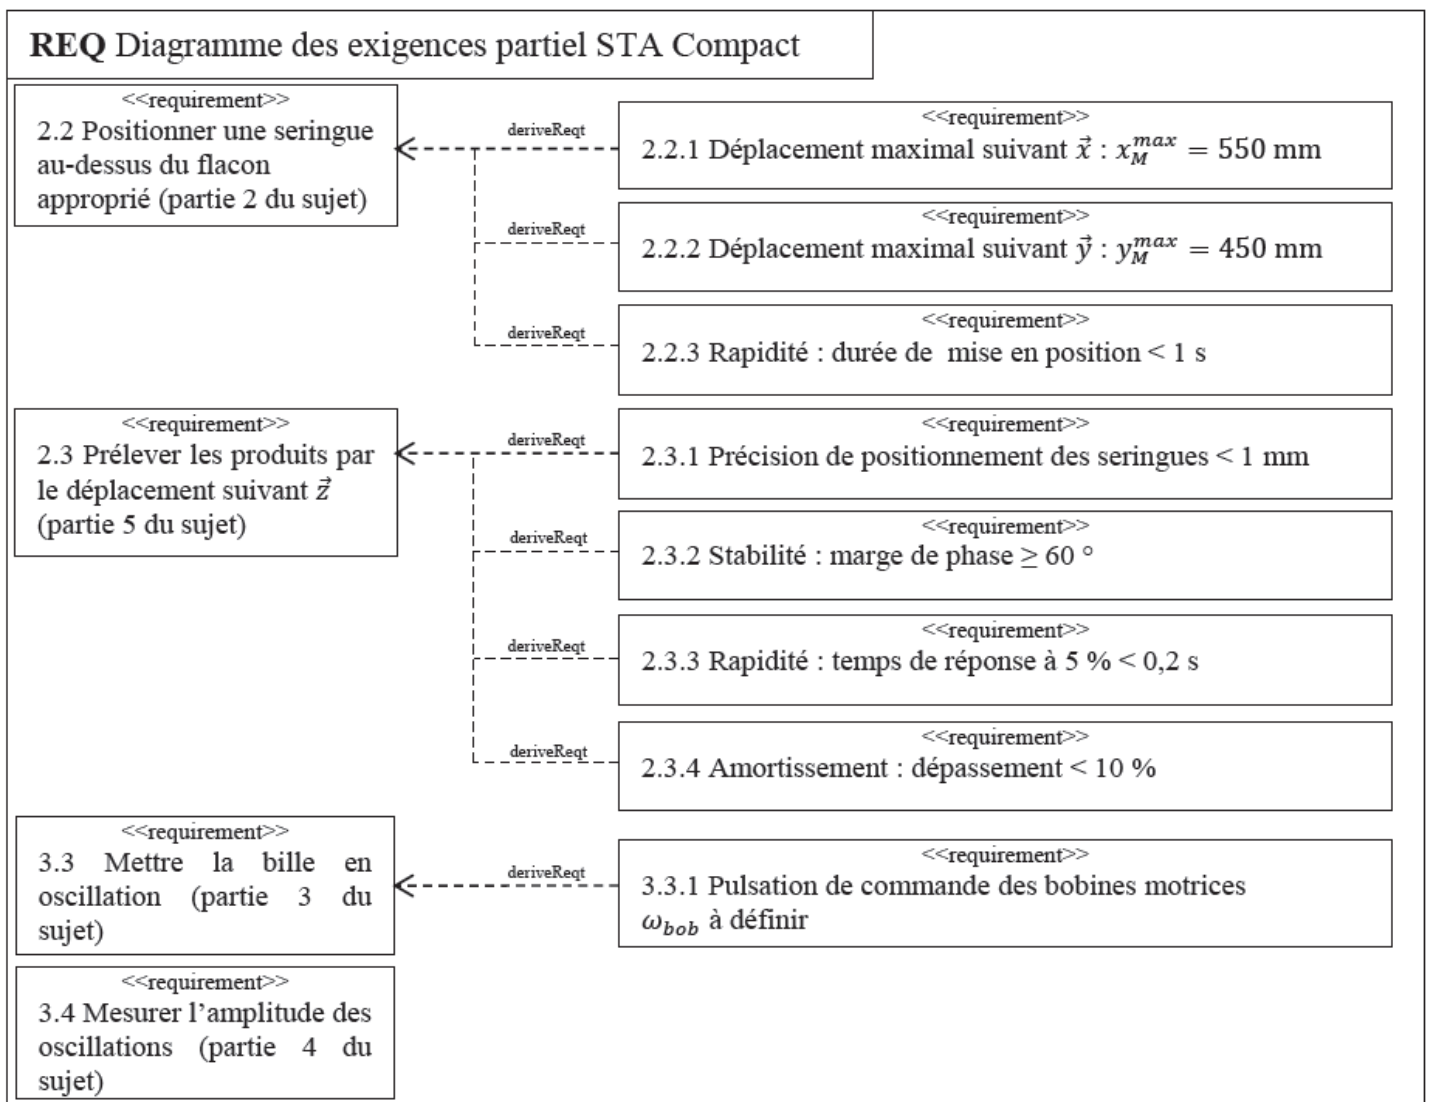 REQ Diagramme des exigences partiel STA Compact
<<requirement>>
2.2 Positionner une seringue
au-dessus du flacon
approprié (partie 2 du sujet)
deriveReqt
<<requirement>>
2.2.1 Déplacement maximal suivant $\vec{x}$ : $x_M^{max}$ = 550 mm
deriveReqt
<<requirement>>
2.2.2 Déplacement maximal suivant $\vec{y}$ : $y_M^{max}$ = 450 mm
deriveReqt
<<requirement>>
2.2.3 Rapidité : durée de mise en position < 1 s
<<requirement>>
2.3 Prélever les produits par
le déplacement suivant $\vec{z}$
(partie 5 du sujet)
deriveReqt
<<requirement>>
2.3.1 Précision de positionnement des seringues < 1 mm
deriveReqt
<<requirement>>
2.3.2 Stabilité : marge de phase ≥ 60 °
deriveReqt
<<requirement>>
2.3.3 Rapidité : temps de réponse à 5 % < 0,2 s
deriveReqt
<<requirement>>
2.3.4 Amortissement : dépassement < 10 %
<<requirement>>
3.3 Mettre la bille en
oscillation (partie 3 du
sujet)
deriveReqt
<<requirement>>
3.3.1 Pulsation de commande des bobines motrices
$\omega_{bob}$ à définir
<<requirement>>
3.4 Mesurer l’amplitude des
oscillations (partie 4 du
sujet)